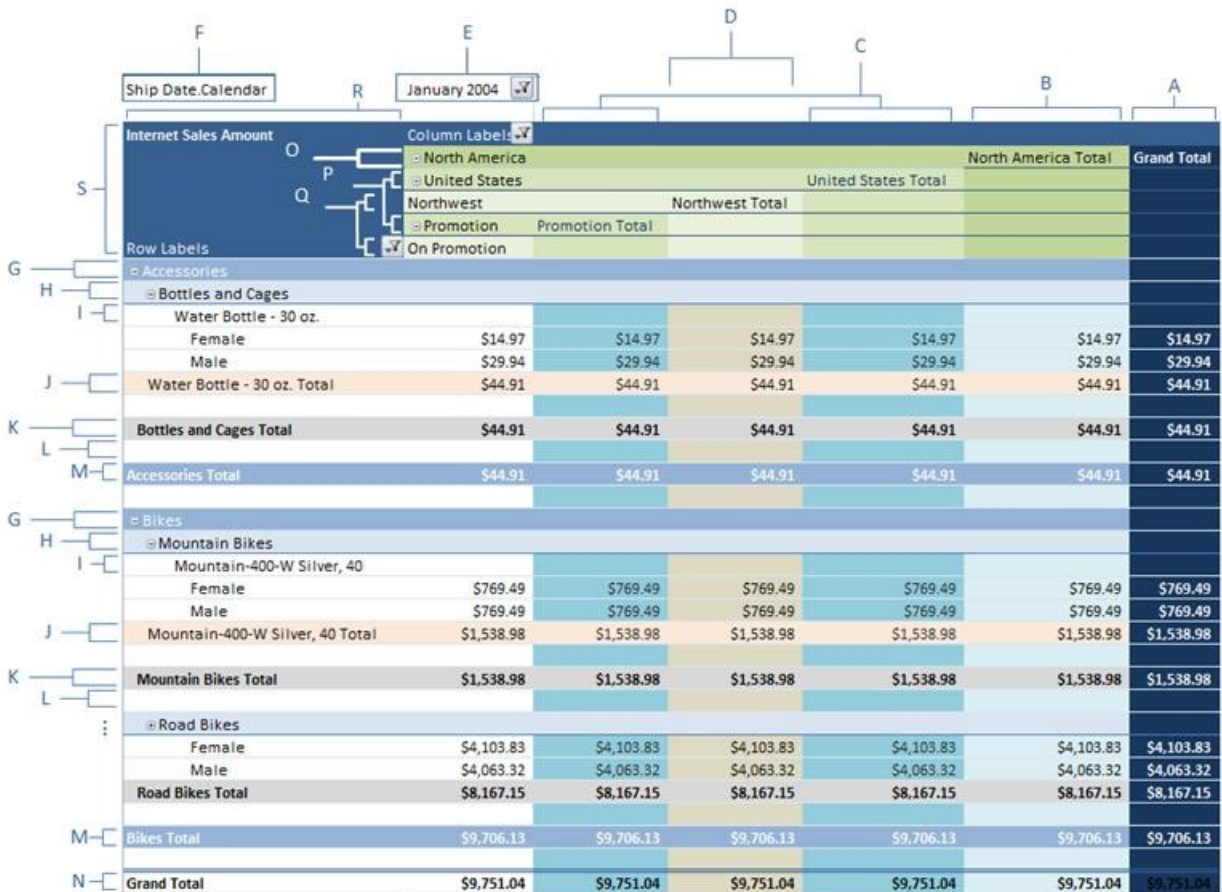 D
F E
C
Ship Date.Calendar R January 2004 B A
Internet Sales Amount Column Labels
O North America North America Total Grand Total
P
S United States United States Total
Q
Northwest Northwest Total
Promotion Promotion Total
Row Labels On Promotion
G Accessories
H Bottles and Cages
I Water Bottle - 30 oz.
Female $14.97 $14.97 $14.97 $14.97 $14.97 $14.97
Male $29.94 $29.94 $29.94 $29.94 $29.94 $29.94
J Water Bottle - 30 oz. Total $44.91 $44.91 $44.91 $44.91 $44.91 $44.91
K Bottles and Cages Total $44.91 $44.91 $44.91 $44.91 $44.91 $44.91
L
M Accessories Total $44.91 $44.91 $44.91 $44.91 $44.91 $44.91
G Bikes
H Mountain Bikes
I Mountain-400-W Silver, 40
Female $769.49 $769.49 $769.49 $769.49 $769.49 $769.49
Male $769.49 $769.49 $769.49 $769.49 $769.49 $769.49
J Mountain-400-W Silver, 40 Total $1,538.98 $1,538.98 $1,538.98 $1,538.98 $1,538.98 $1,538.98
K Mountain Bikes Total $1,538.98 $1,538.98 $1,538.98 $1,538.98 $1,538.98 $1,538.98
L
Road Bikes
Female $4,103.83 $4,103.83 $4,103.83 $4,103.83 $4,103.83 $4,103.83
Male $4,063.32 $4,063.32 $4,063.32 $4,063.32 $4,063.32 $4,063.32
Road Bikes Total $8,167.15 $8,167.15 $8,167.15 $8,167.15 $8,167.15 $8,167.15
M Bikes Total $9,706.13 $9,706.13 $9,706.13 $9,706.13 $9,706.13 $9,706.13
N Grand Total $9,751.04 $9,751.04 $9,751.04 $9,751.04 $9,751.04 $9,751.04